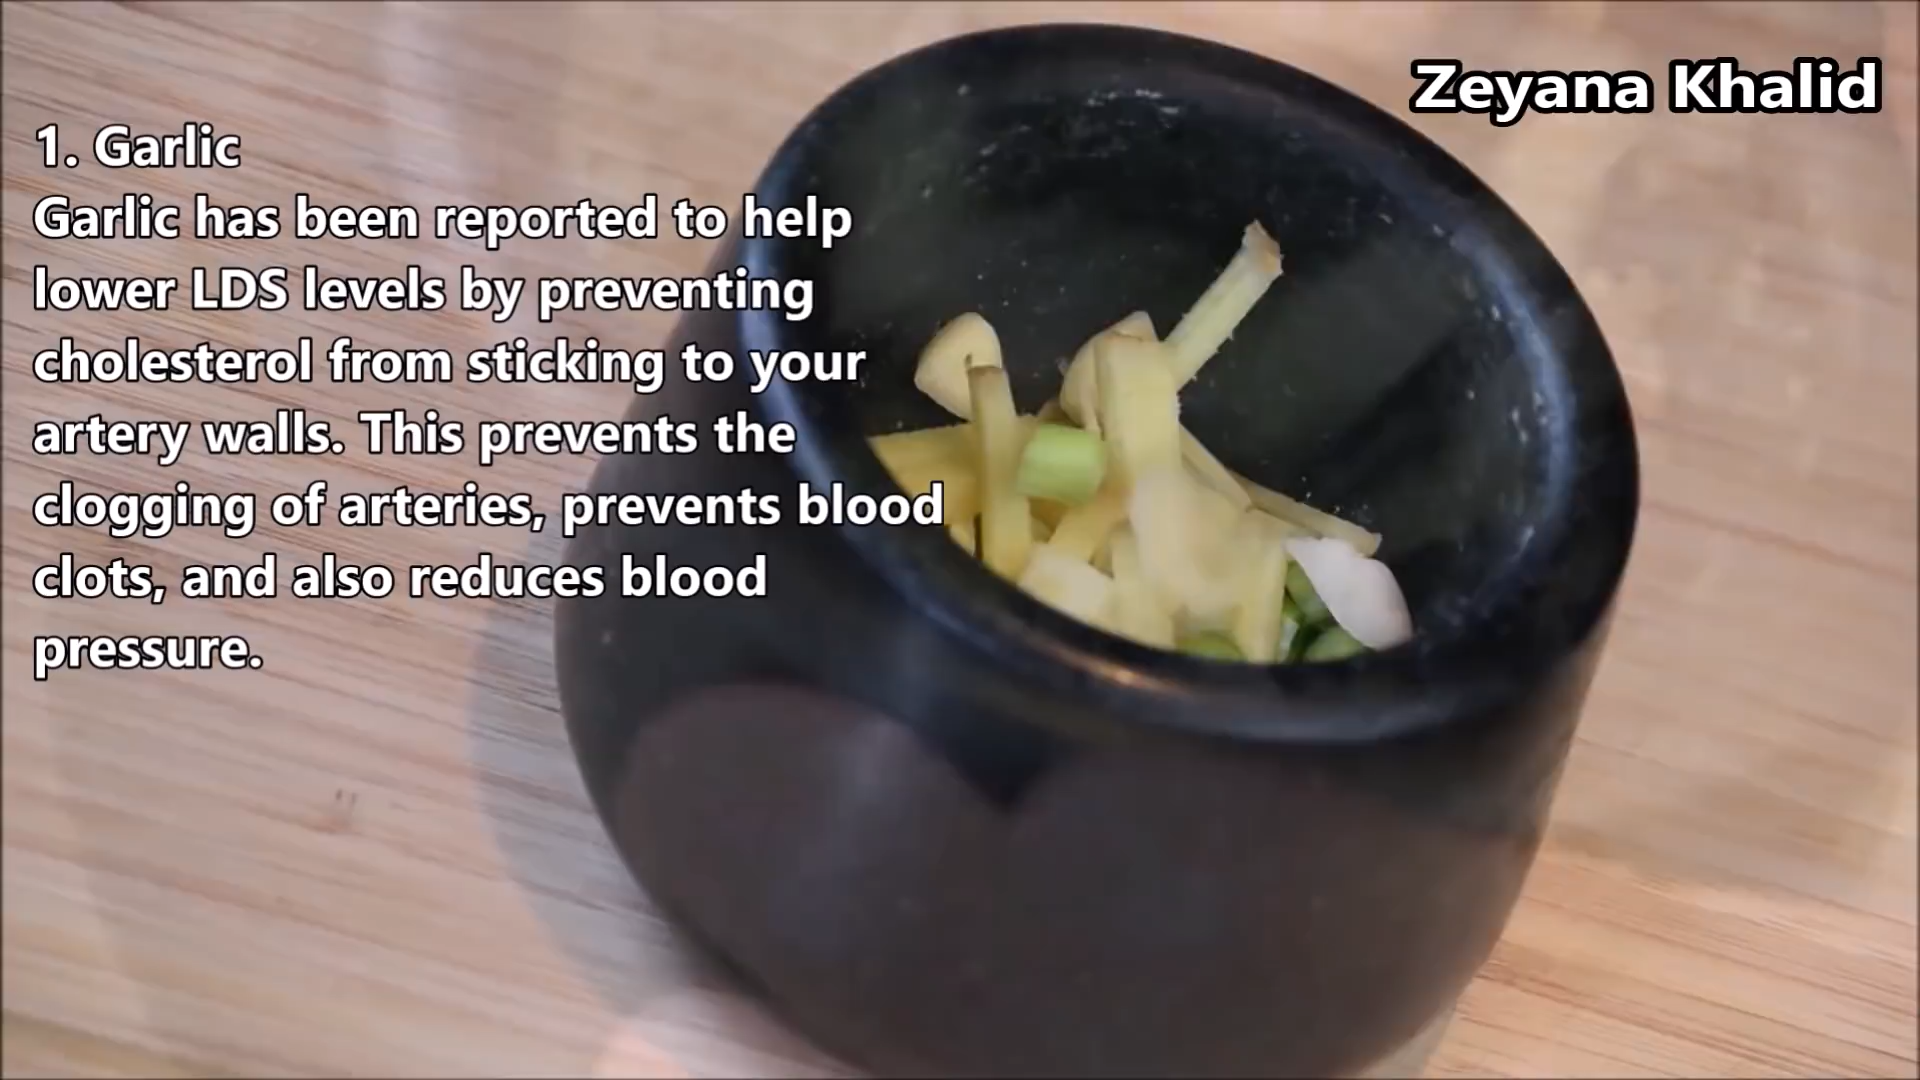 Zeyana Khalid
1. Garlic
Garlic has been reported to help
lower LDS levels by preventing
cholesterol from sticking to your
artery walls. This prevents the
clogging of arteries, prevents blood
clots, and also reduces blood
pressure.